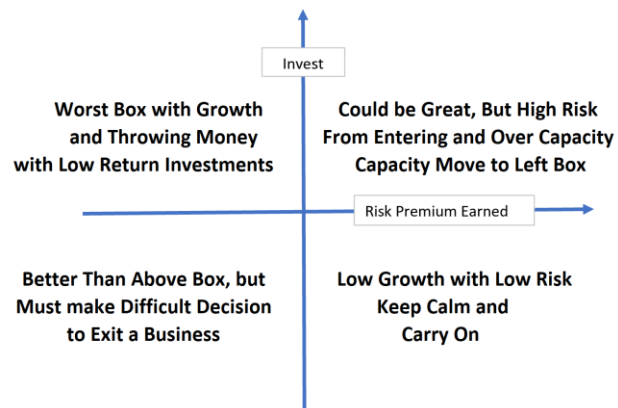 Invest
Worst Box with Growth
and Throwing Money
with Low Return Investments
Could be Great, But High Risk
From Entering and Over Capacity
Capacity Move to Left Box
Risk Premium Earned
Better Than Above Box, but
Must make Difficult Decision
to Exit a Business
Low Growth with Low Risk
Keep Calm and
Carry On